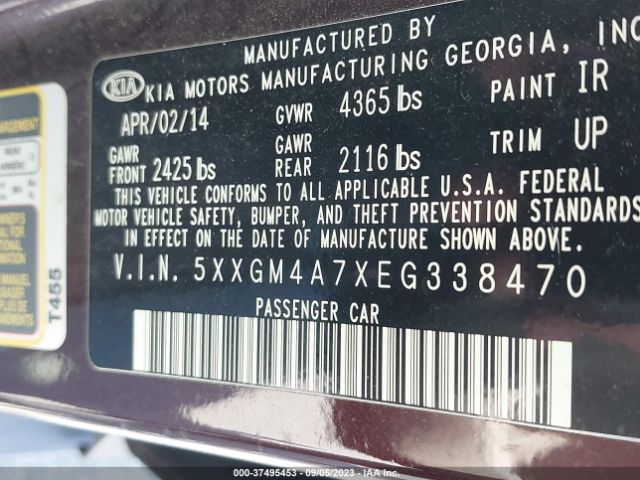 MANUFACTURED BY
KIA KIA MOTORS MANUFACTURING GEORGIA, INC
APR/02/14 GVWR 4365 lbs PAINT IR
GAWR FRONT 2425 lbs GAWR REAR 2116 lbs TRIM UP
THIS VEHICLE CONFORMS TO ALL APPLICABLE U.S.A. FEDERAL
MOTOR VEHICLE SAFETY, BUMPER, AND THEFT PREVENTION STANDARDS
IN EFFECT ON THE DATE OF MANUFACTURE SHOWN ABOVE.
V.I.N. 5XXGM4A7XEG338470
PASSENGER CAR
T455
000-37495453 - 09/05/2023 - IAA Inc.